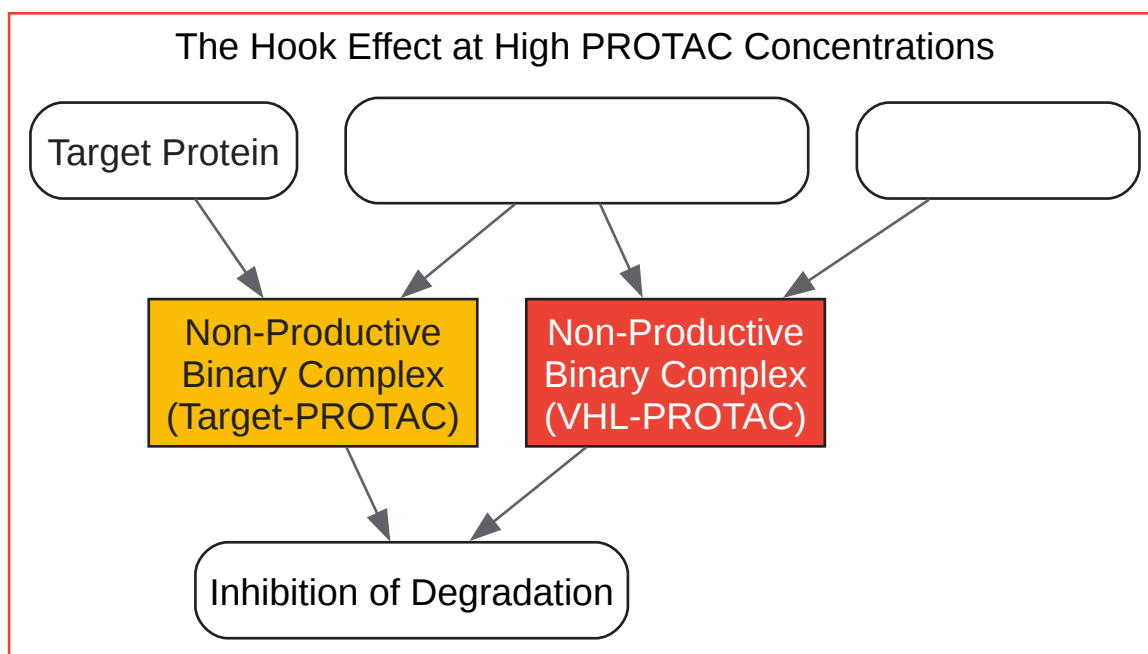 The Hook Effect at High PROTAC Concentrations
Target Protein
Non-Productive
Binary Complex
(Target-PROTAC)
Non-Productive
Binary Complex
(VHL-PROTAC)
Inhibition of Degradation